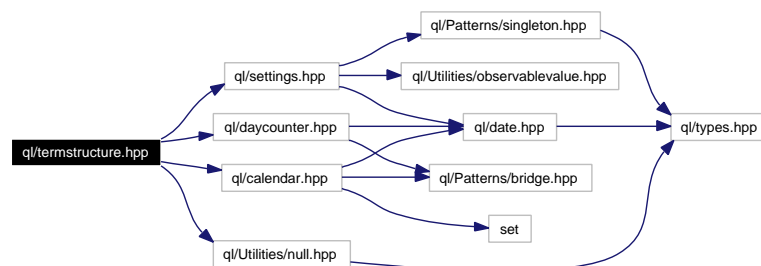 ql/Patterns/singleton.hpp
ql/settings.hpp
ql/Utilities/observablevalue.hpp
ql/daycounter.hpp
ql/date.hpp
ql/types.hpp
ql/termstructure.hpp
ql/calendar.hpp
ql/Patterns/bridge.hpp
set
ql/Utilities/null.hpp